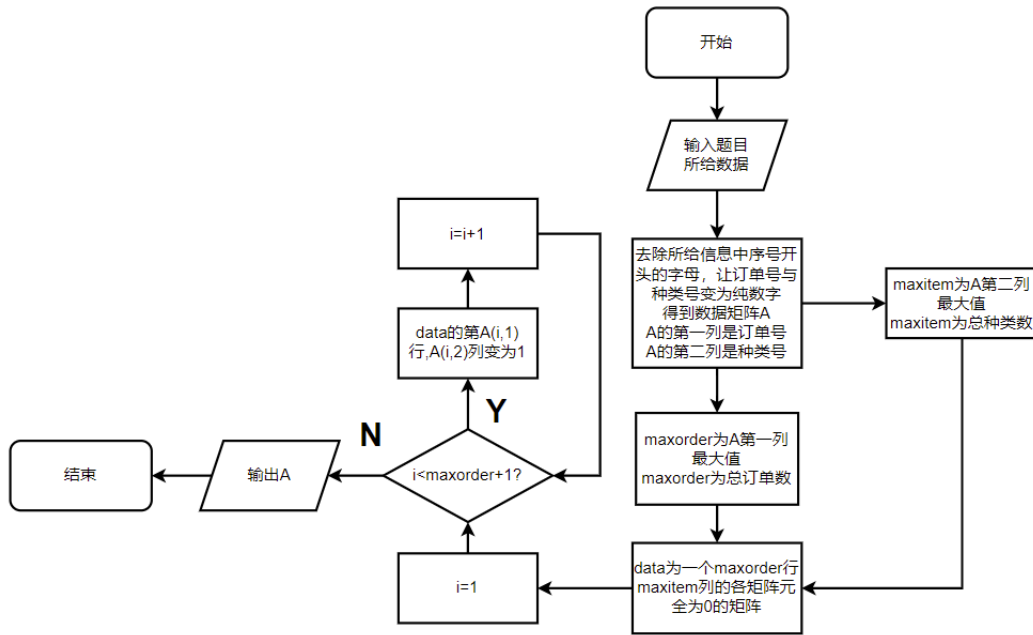 开始
输入题目
所给数据
去除所给信息中序号开
头的字母，让订单号与
种类号变为纯数字
得到数据矩阵A
A的第一列是订单号
A的第二列是种类号
maxitem为A第二列
最大值
maxitem为总种类数
maxorder为A第一列
最大值
maxorder为总订单数
data为一个maxorder行
maxitem列的各矩阵元
全为0的矩阵
i=1
i<maxorder+1?
Y
data的第A(i,1)
行,A(i,2)列变为1
i=i+1
N
输出A
结束